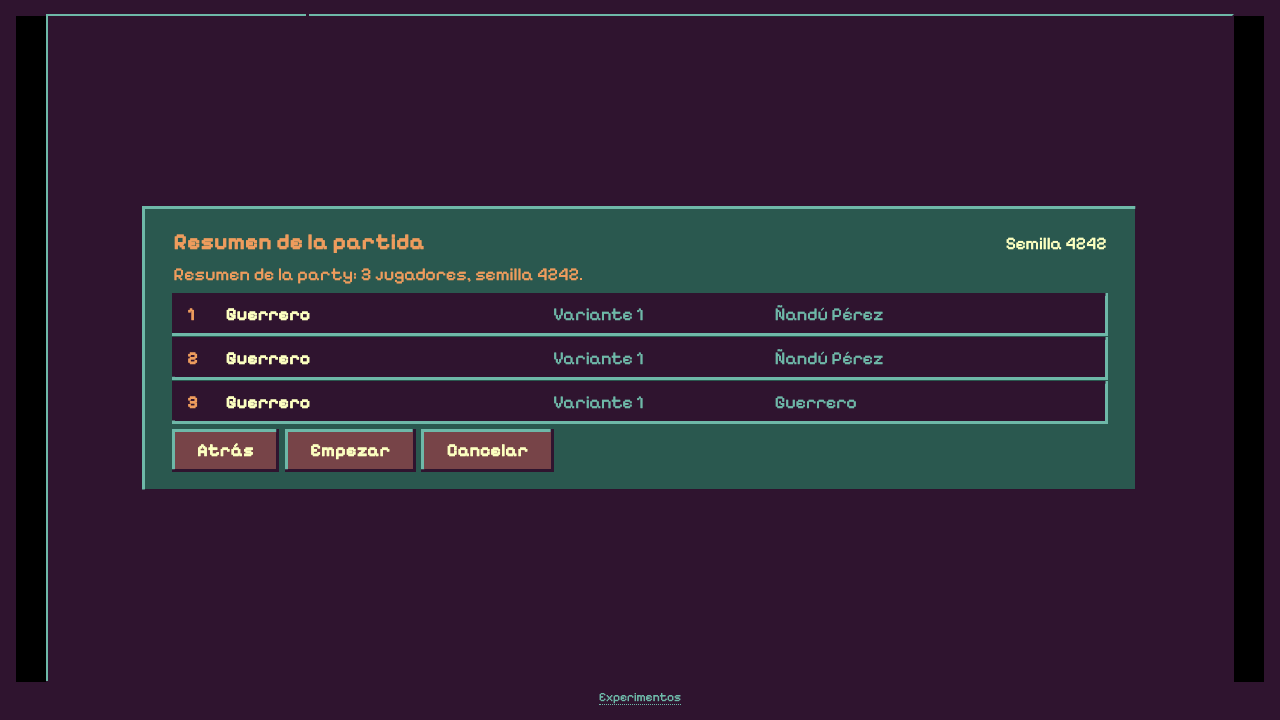 Resumen de la partida
Semilla 4242
Resumen de la party: 3 jugadores, semilla 4242.
1 Guerrero Variante 1 Ñandú Pérez
2 Guerrero Variante 1 Ñandú Pérez
3 Guerrero Variante 1 Guerrero
Atrás Empezar Cancelar
Experimentos